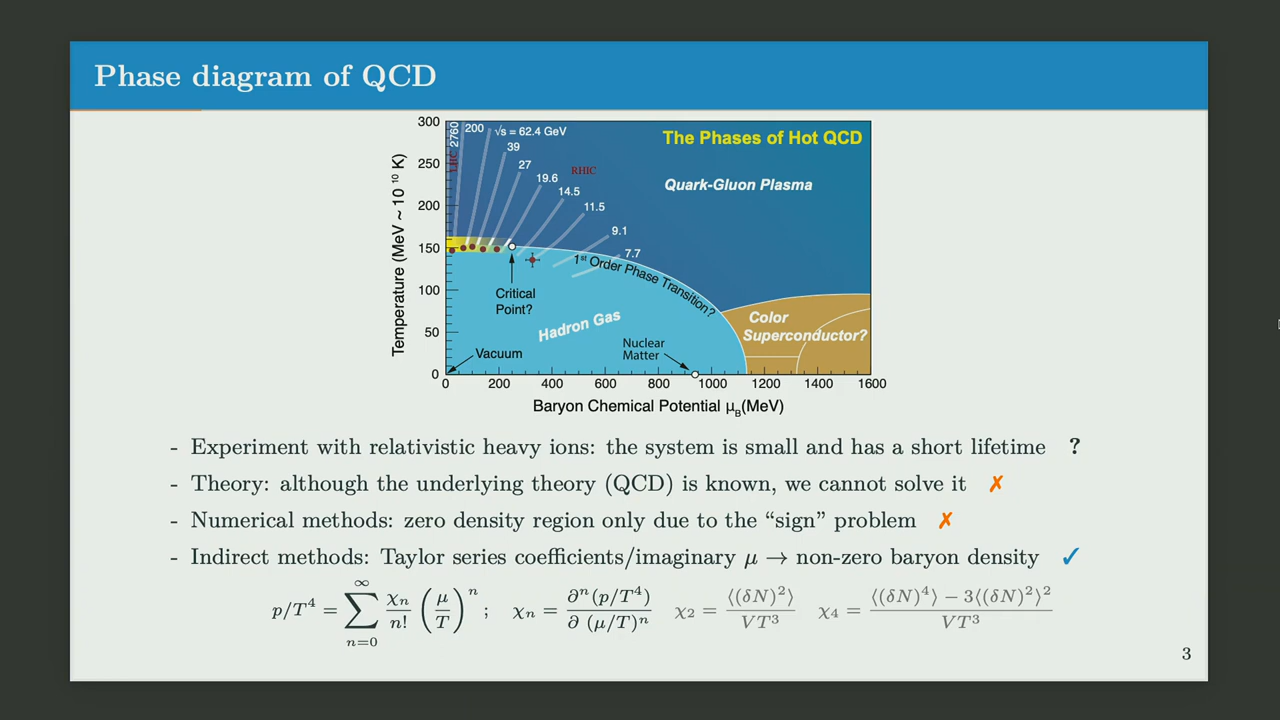 Phase diagram of QCD
The Phases of Hot QCD
Quark-Gluon Plasma
2760
200
√s = 62.4 GeV
39
27
19.6
14.5
11.5
9.1
7.7
LHC
RHIC
1st Order Phase Transition?
Critical
Point?
Hadron Gas
Color
Superconductor?
Nuclear
Matter
Vacuum
Temperature (MeV ~ 10 ¹⁰ K)
300
250
200
150
100
50
0
0 200 400 600 800 1000 1200 1400 1600
Baryon Chemical Potential μ_B(MeV)
- Experiment with relativistic heavy ions: the system is small and has a short lifetime ?
- Theory: although the underlying theory (QCD) is known, we cannot solve it ✗
- Numerical methods: zero density region only due to the “sign” problem ✗
- Indirect methods: Taylor series coefficients/imaginary μ → non-zero baryon density ✓
p/T⁴ = ∑_{n=0}^{∞} χₙ/n! (μ/T)ⁿ ; χₙ = ∂ⁿ(p/T⁴)/∂ (μ/T)ⁿ χ₂ = ⟨(δN)²⟩/VT³ χ₄ = (⟨(δN)⁴⟩ − 3⟨(δN)²⟩²)/VT³
3